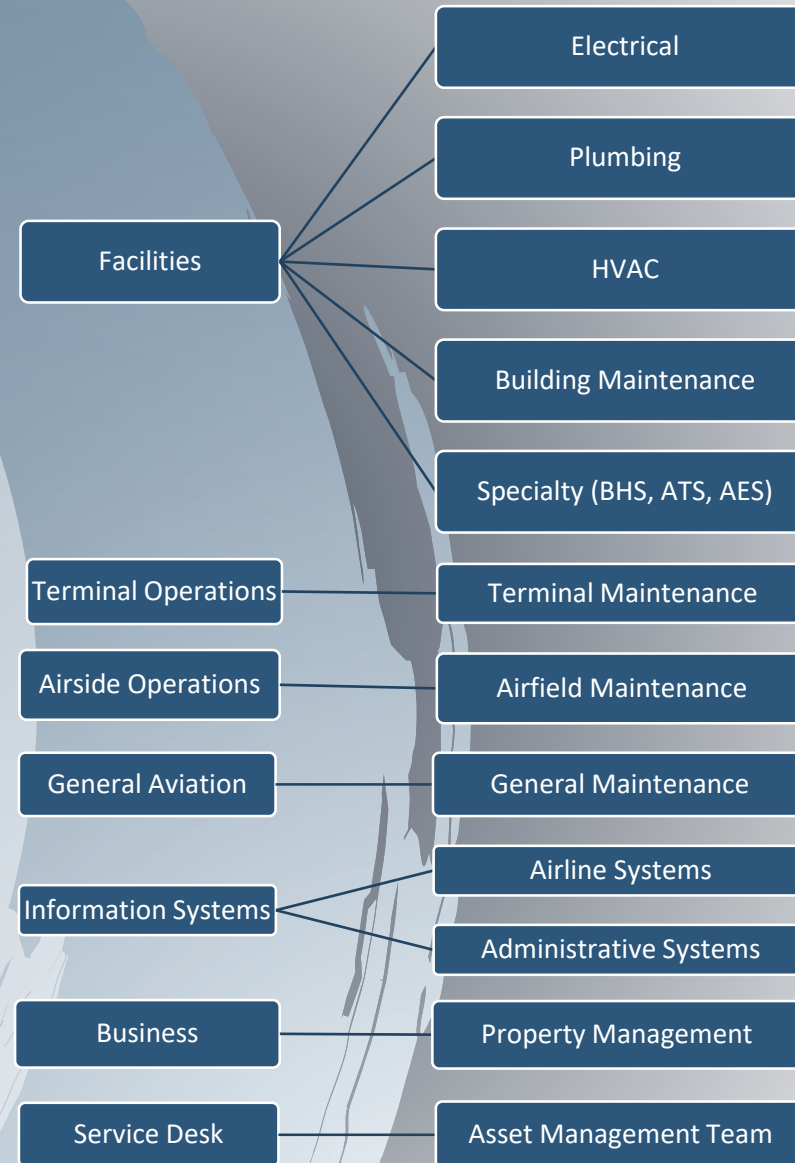 Facilities
Electrical
Plumbing
HVAC
Building Maintenance
Specialty (BHS, ATS, AES)
Terminal Operations
Terminal Maintenance
Airside Operations
Airfield Maintenance
General Aviation
General Maintenance
Information Systems
Airline Systems
Administrative Systems
Business
Property Management
Service Desk
Asset Management Team